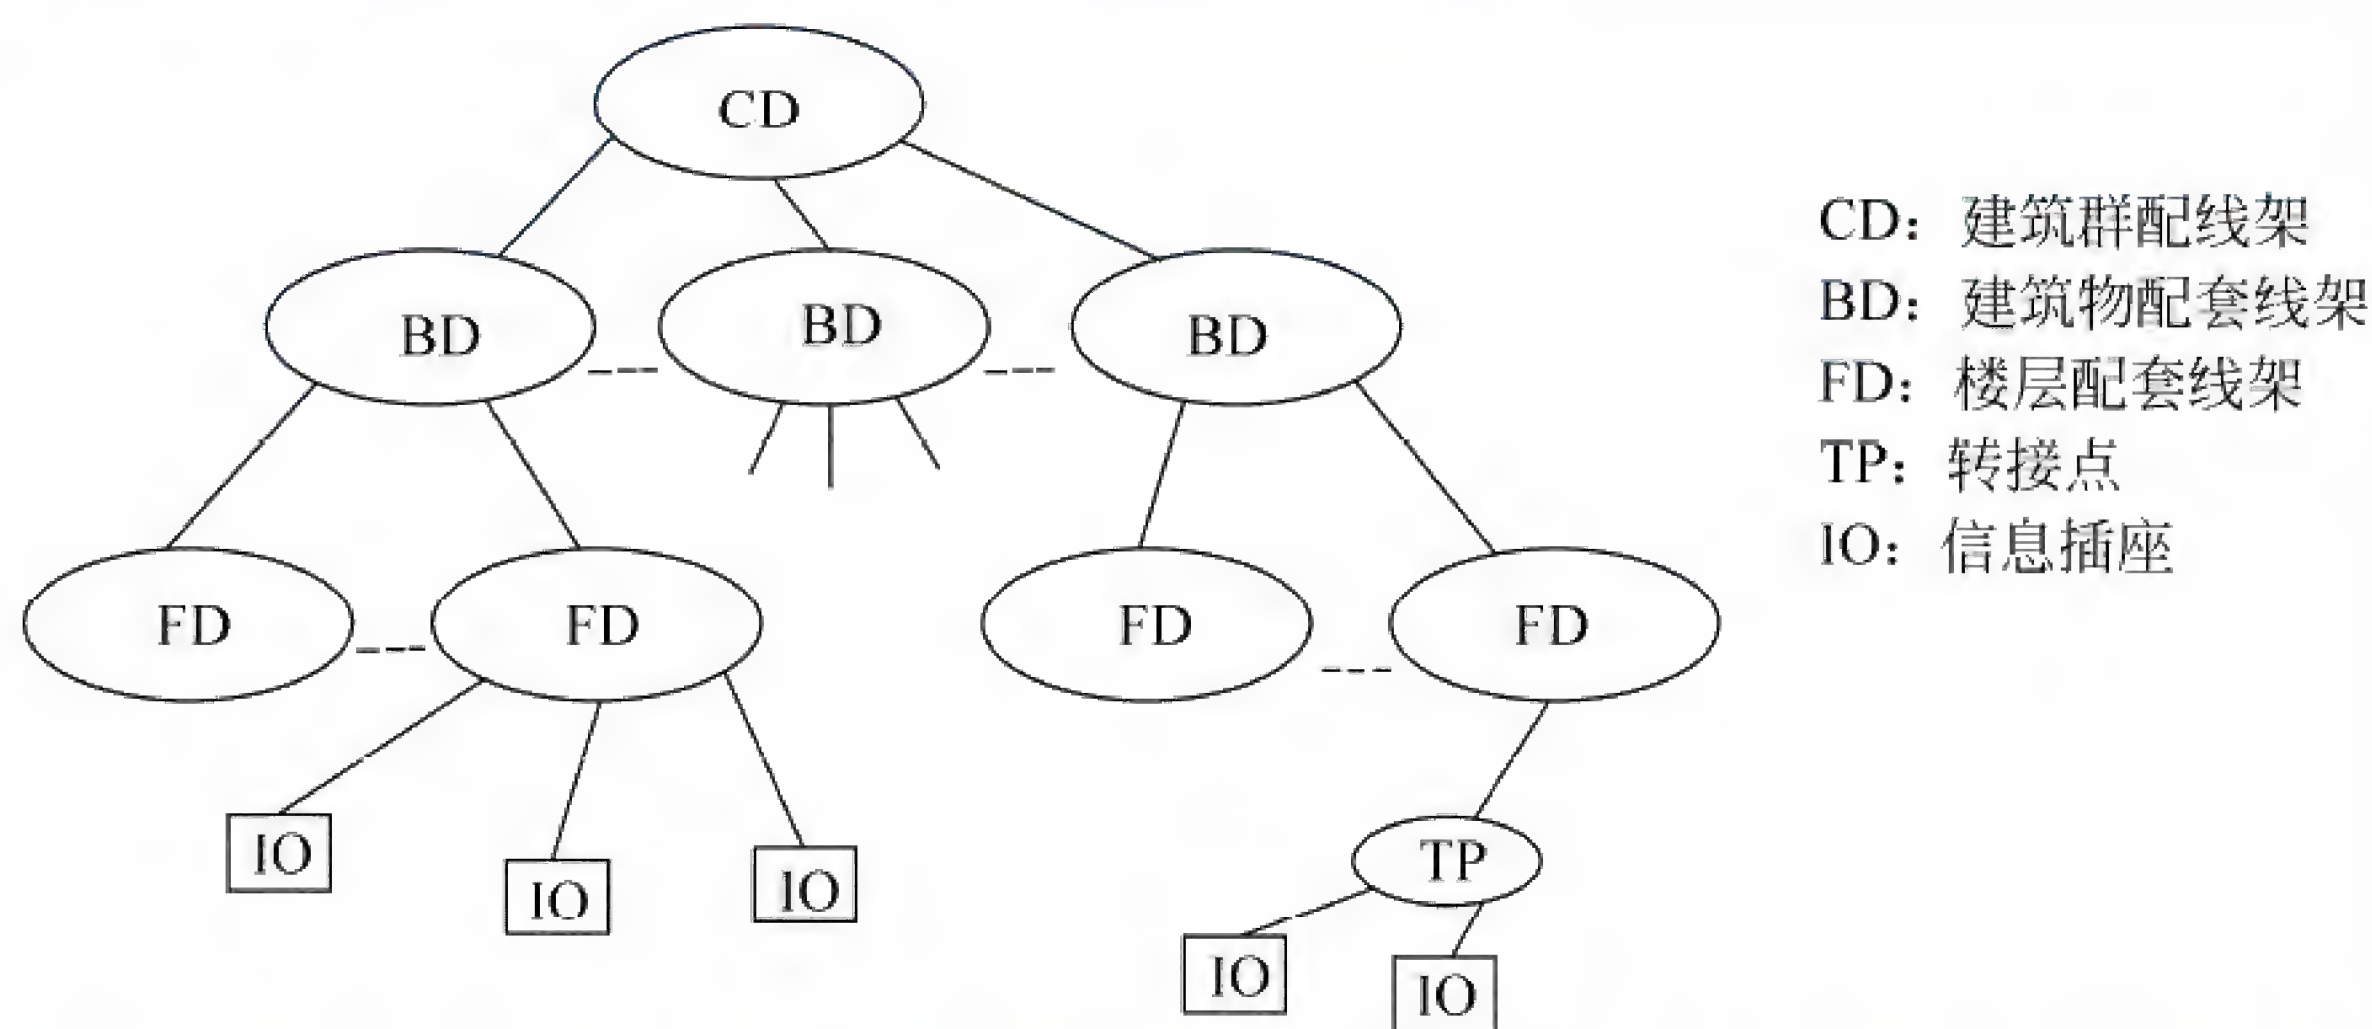 CD
BD
BD
BD
FD
FD
FD
FD
IO
IO
IO
TP
IO
IO
CD：建筑群配线架
BD：建筑物配套线架
FD：楼层配套线架
TP：转接点
IO：信息插座